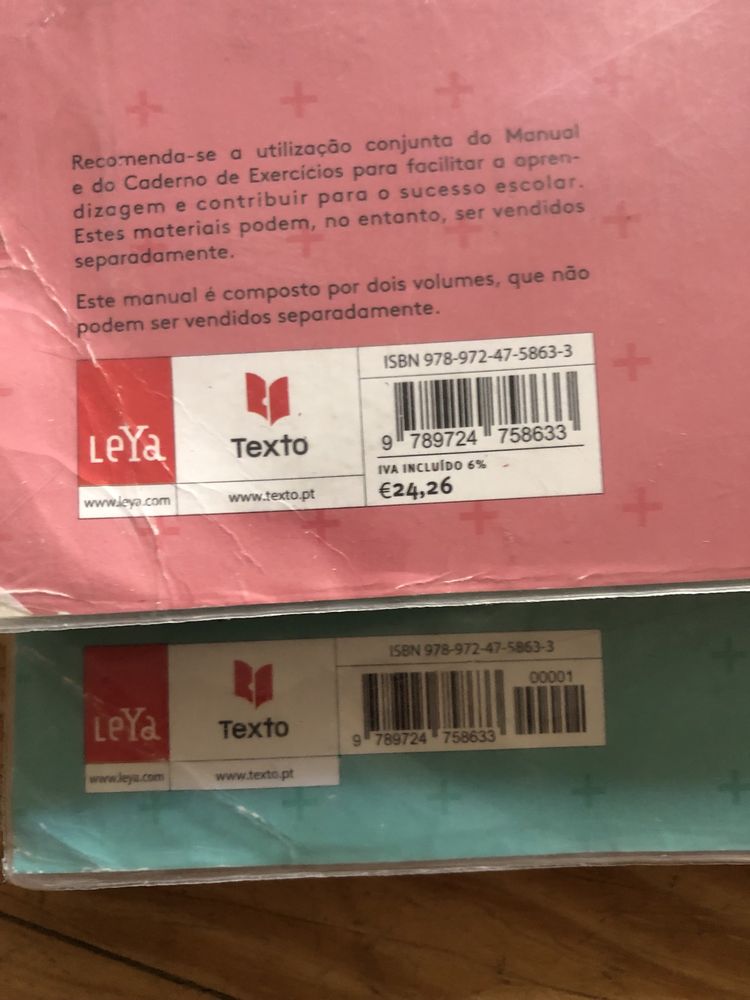 Recomenda-se a utilização conjunta do Manual
e do Caderno de Exercícios para facilitar a apren-
dizagem e contribuir para o sucesso escolar.
Estes materiais podem, no entanto, ser vendidos
separadamente.
Este manual é composto por dois volumes, que não
podem ser vendidos separadamente.
LeYa
www.leya.com
Texto
www.texto.pt
ISBN 978-972-47-5863-3
9 789724 758633
IVA INCLUÍDO 6%
€24,26
LeYa
www.leya.com
Texto
www.texto.pt
ISBN 978-972-47-5863-3
00001
9 789724 758633